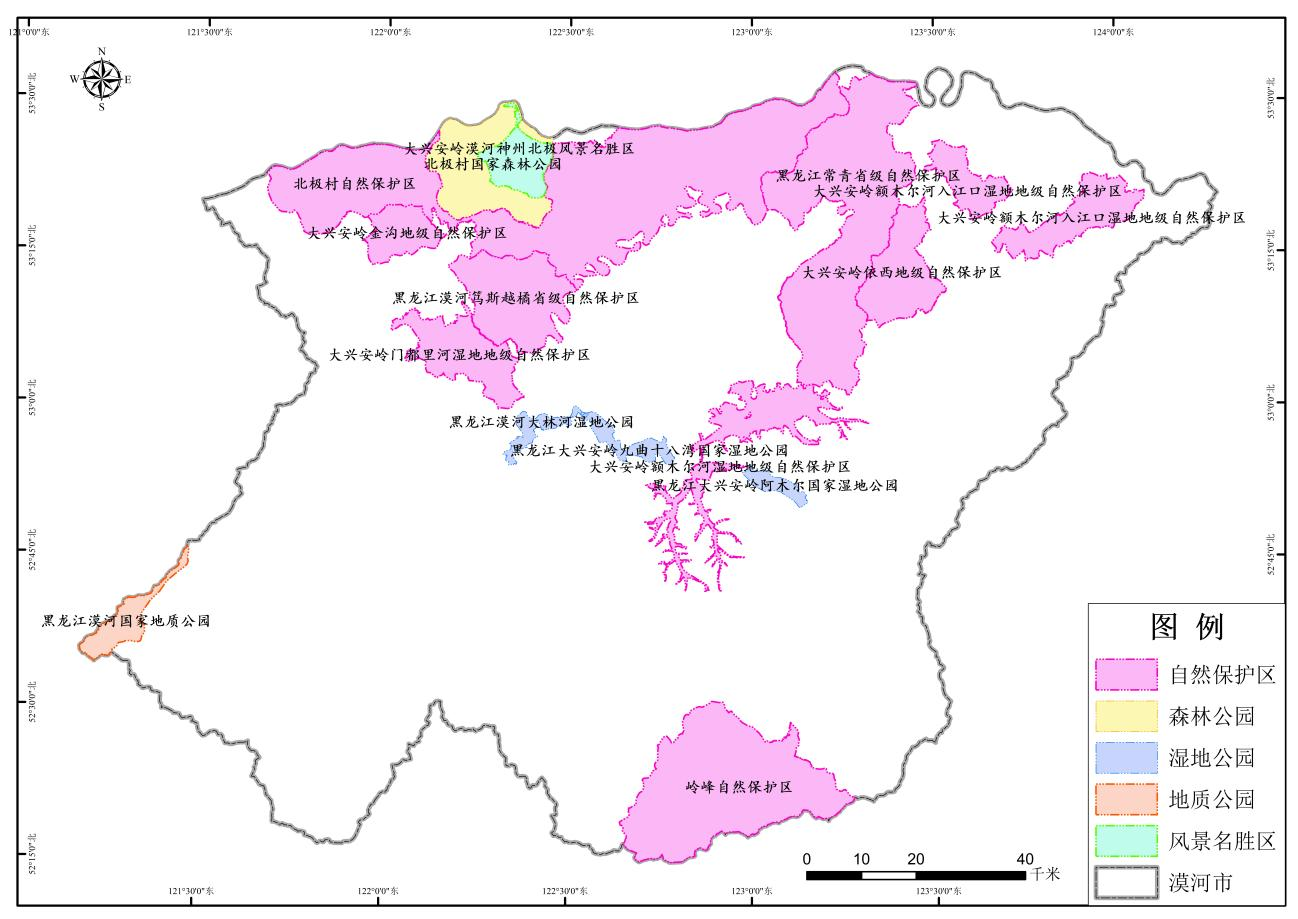 121°0'0"东 121°30'0"东 122°0'0"东 122°30'0"东 123°0'0"东 123°30'0"东 124°0'0"东
N
W E
S
53°30'0"北 53°30'0"北
大兴安岭漠河神州北极风景名胜区
北极村国家森林公园
北极村自然保护区
黑龙江常青省级自然保护区
大兴安岭额木尔河入江口湿地地级自然保护区
大兴安岭额木尔河入江口湿地地级自然保护区
大兴安岭金沟地级自然保护区
53°15'0"北 53°15'0"北
大兴安岭依西地级自然保护区
黑龙江漠河笃斯越橘省级自然保护区
大兴安岭门都里河湿地地级自然保护区
53°0'0"北 53°0'0"北
黑龙江漠河大林河湿地公园
黑龙江大兴安岭九曲十八湾国家湿地公园
大兴安岭额木尔河湿地地级自然保护区
黑龙江大兴安岭阿木尔国家湿地公园
52°45'0"北 52°45'0"北
黑龙江漠河国家地质公园
52°30'0"北
岭峰自然保护区
52°15'0"北
图 例
自然保护区
森林公园
湿地公园
地质公园
风景名胜区
漠河市
0 10 20 40
千米
121°30'0"东 122°0'0"东 122°30'0"东 123°0'0"东 123°30'0"东